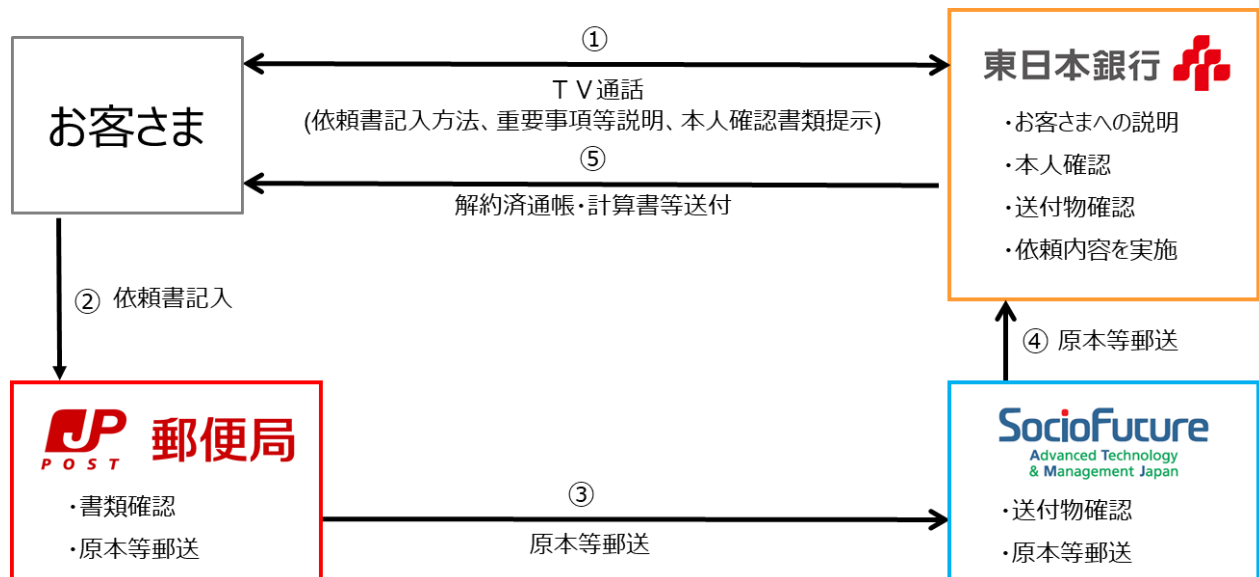 ①
ＴＶ通話
(依頼書記入方法、重要事項等説明、本人確認書類提示)
お客さま
東日本銀行
・お客さまへの説明
・本人確認
・送付物確認
・依頼内容を実施
⑤
解約済通帳・計算書等送付
② 依頼書記入
④ 原本等郵送
JP
POST
郵便局
・書類確認
・原本等郵送
③
原本等郵送
SocioFuture
Advanced Technology
& Management Japan
・送付物確認
・原本等郵送